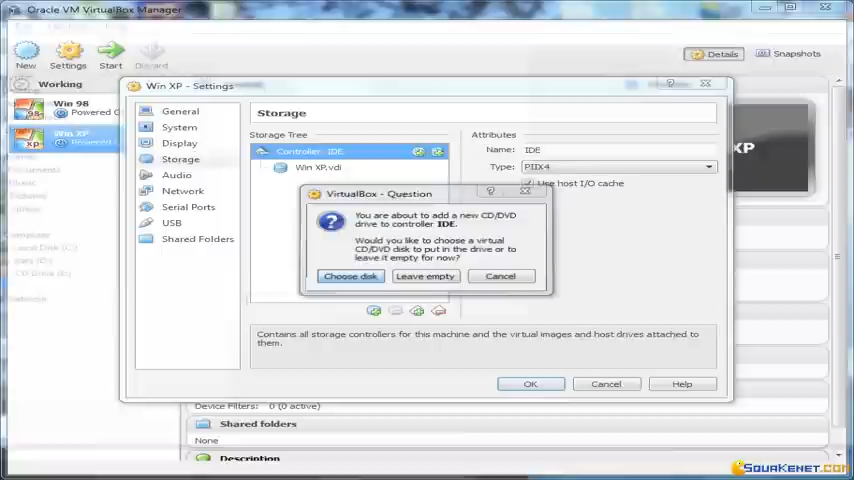 Oracle VM VirtualBox Manager
New
Settings
Start
Discard
Details
Snapshots
Working
Win 98
Powered
Win XP
Powered
Win XP - Settings
General
System
Display
Storage
Audio
Network
Serial Ports
USB
Shared Folders
Storage
Storage Tree
Controller: IDE
Win XP.vdi
Attributes
Name: IDE
Type: PIIX4
Use host I/O cache
XP
VirtualBox - Question
You are about to add a new CD/DVD
drive to controller IDE.
Would you like to choose a virtual
CD/DVD disk to put in the drive or to
leave it empty for now?
Choose disk
Leave empty
Cancel
Contains all storage controllers for this machine and the virtual images and host drives attached to
them.
OK
Cancel
Help
Device Filters: 0 (0 active)
Shared folders
None
Description
Squakenet.com